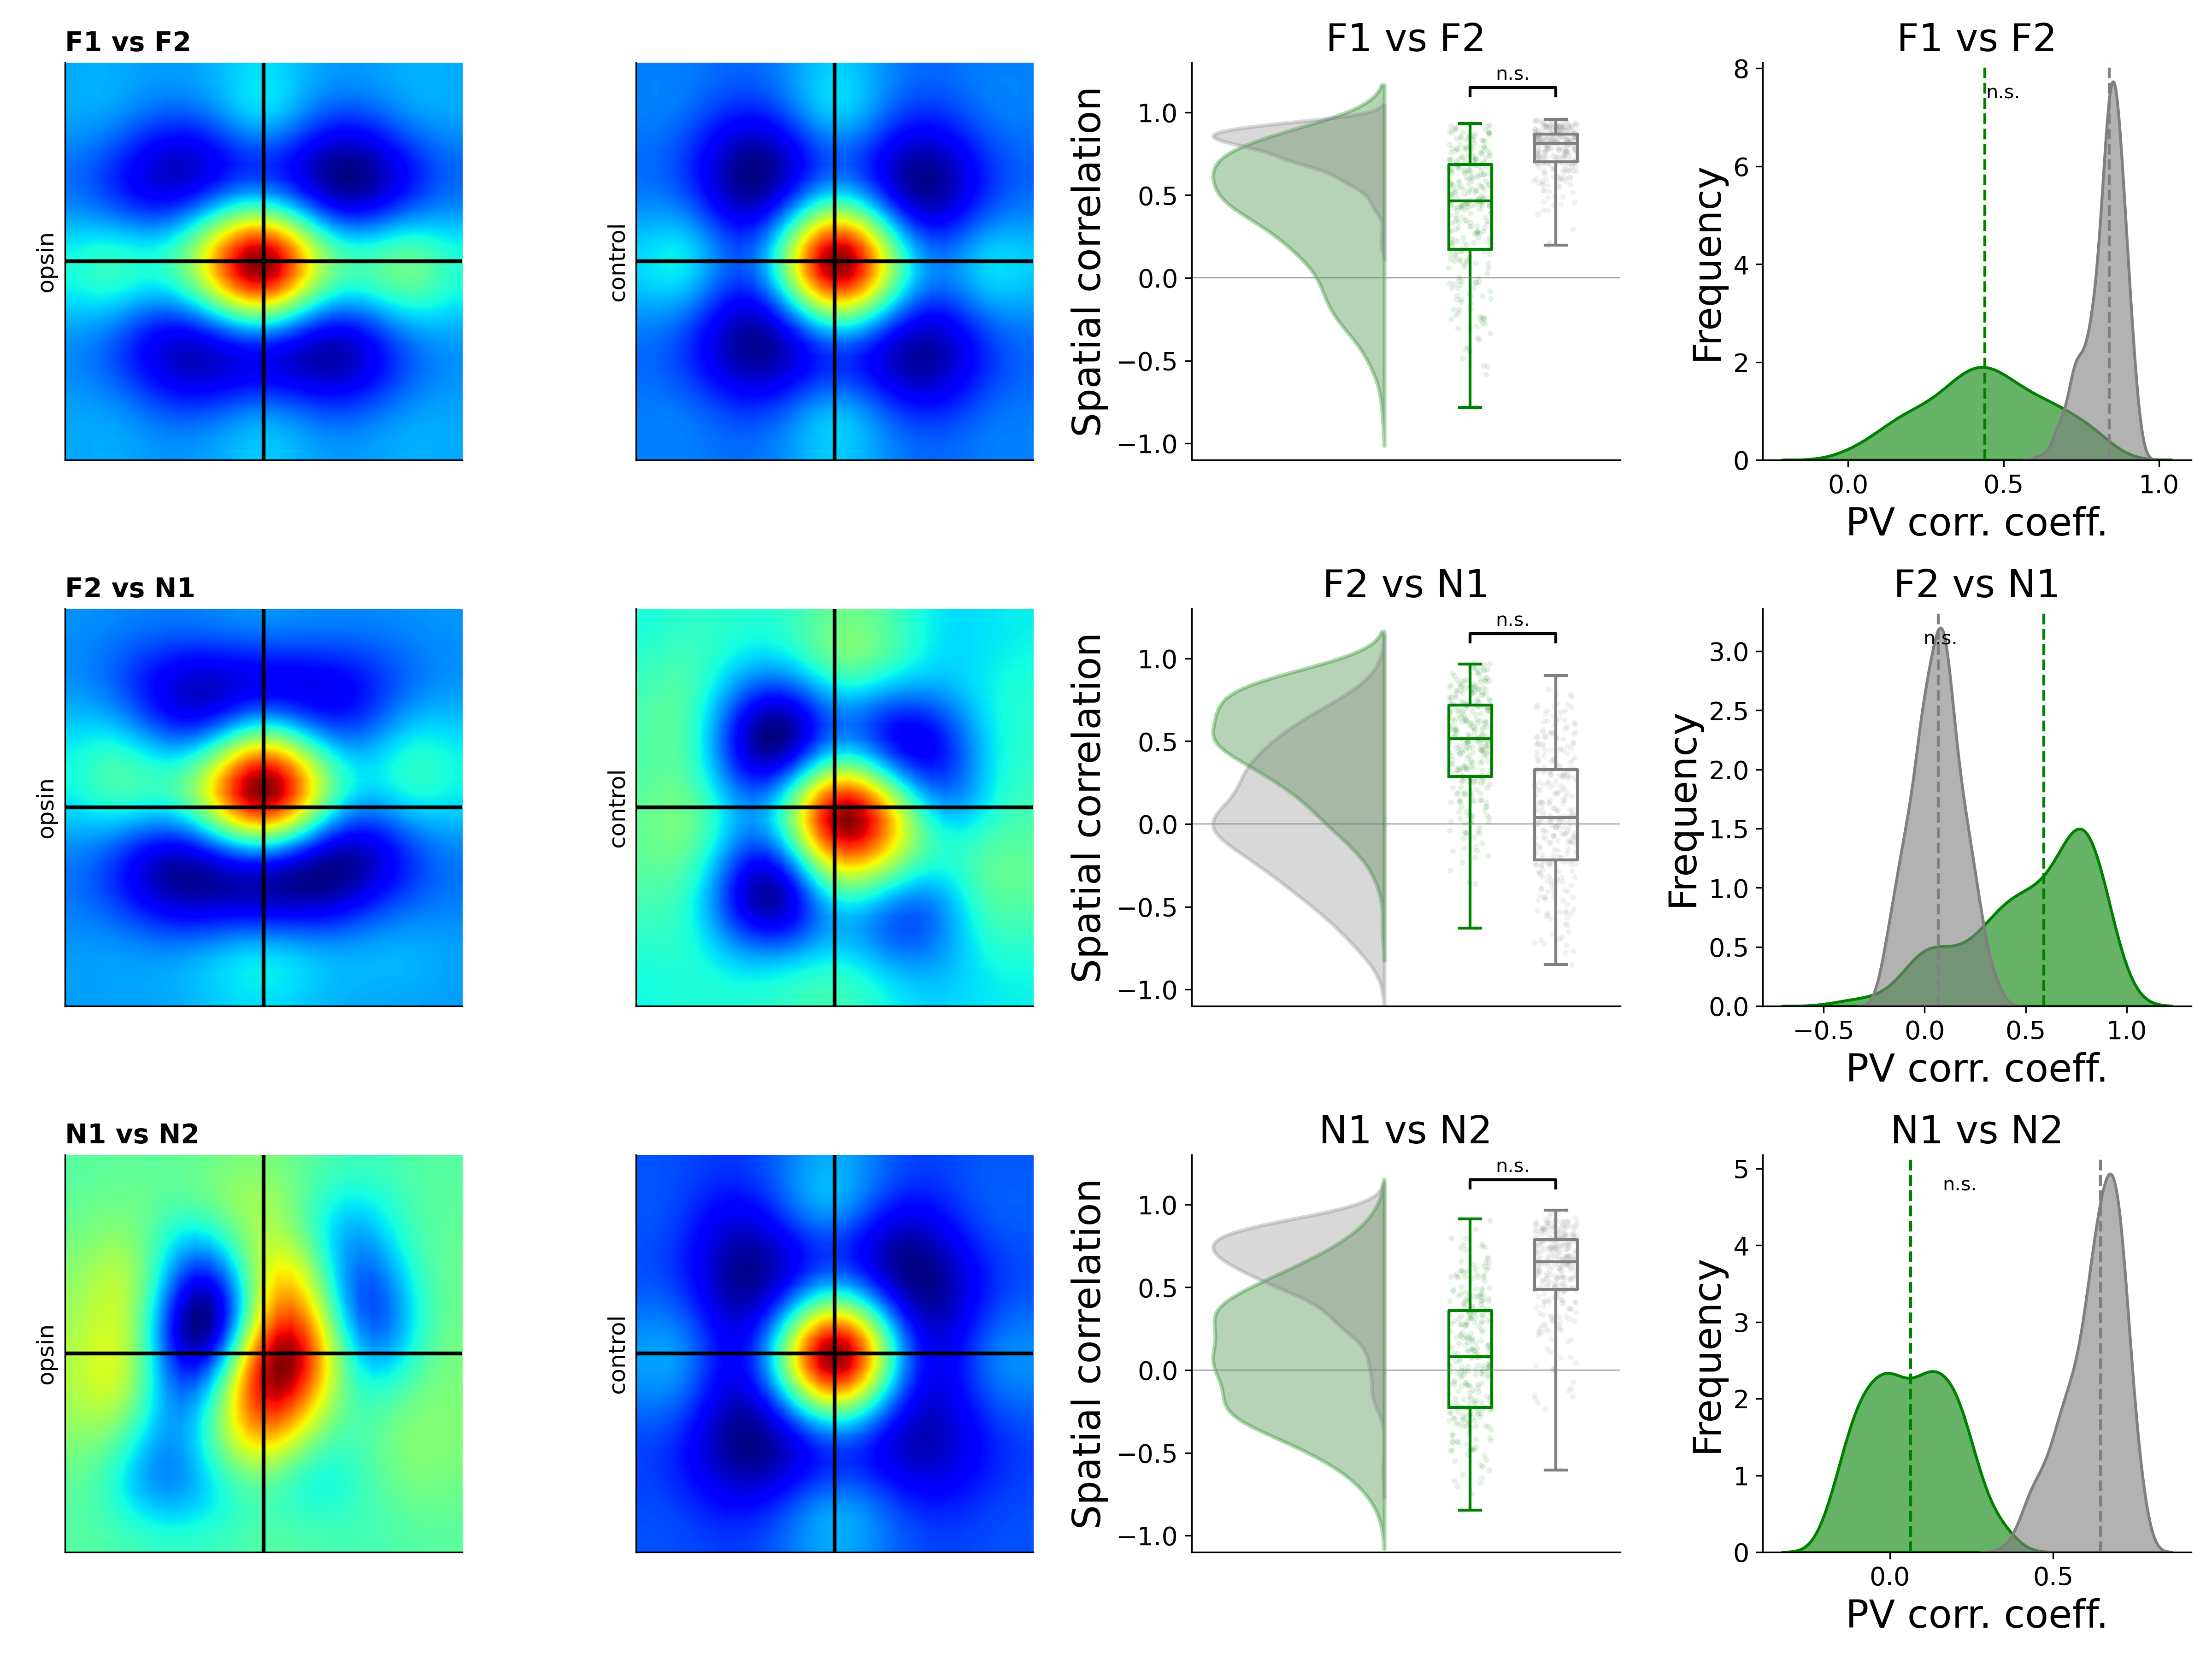 F1 vs F2
opsin
control
F1 vs F2
Spatial correlation
1.0
0.5
0.0
−0.5
−1.0
n.s.
F1 vs F2
Frequency
8
6
4
2
0
n.s.
0.0 0.5 1.0
PV corr. coeff.
F2 vs N1
opsin
control
F2 vs N1
Spatial correlation
1.0
0.5
0.0
−0.5
−1.0
n.s.
F2 vs N1
Frequency
3.0
2.5
2.0
1.5
1.0
0.5
0.0
n.s.
−0.5 0.0 0.5 1.0
PV corr. coeff.
N1 vs N2
opsin
control
N1 vs N2
Spatial correlation
1.0
0.5
0.0
−0.5
−1.0
n.s.
N1 vs N2
Frequency
5
4
3
2
1
0
n.s.
0.0 0.5
PV corr. coeff.